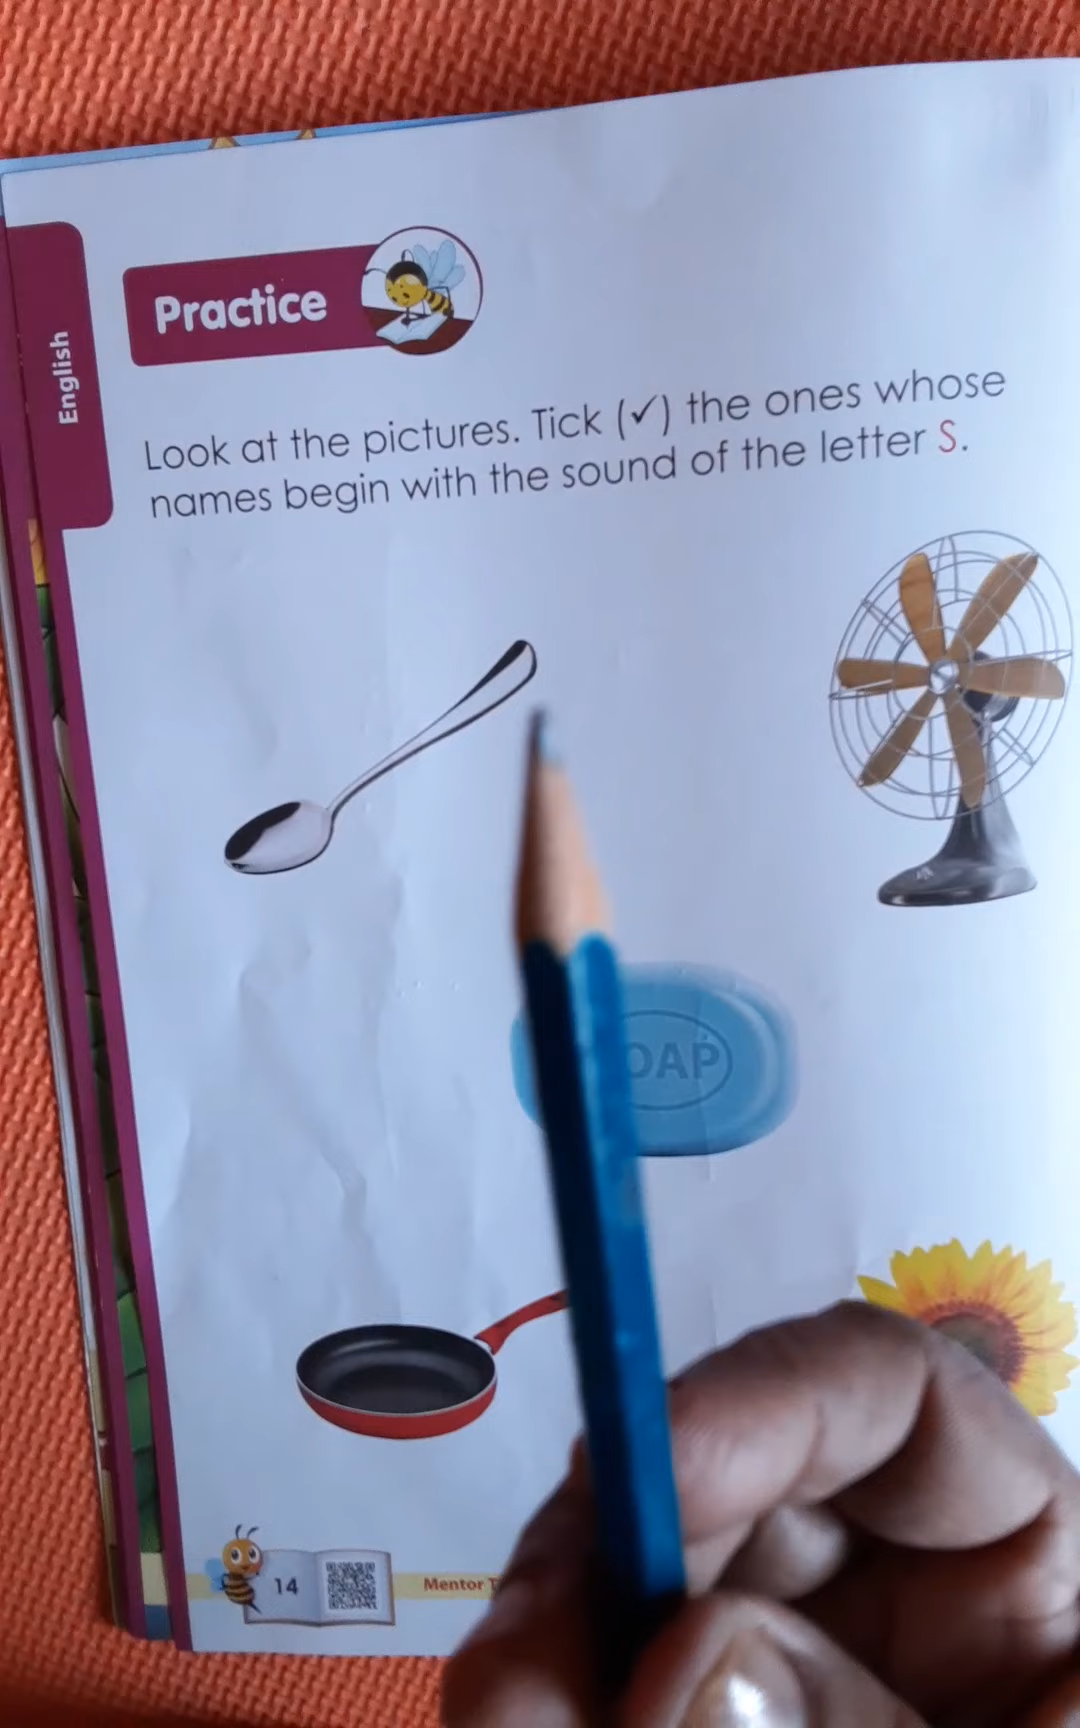 English
Practice
Look at the pictures. Tick (✓) the ones whose
names begin with the sound of the letter S.
OAP
14
Mentor